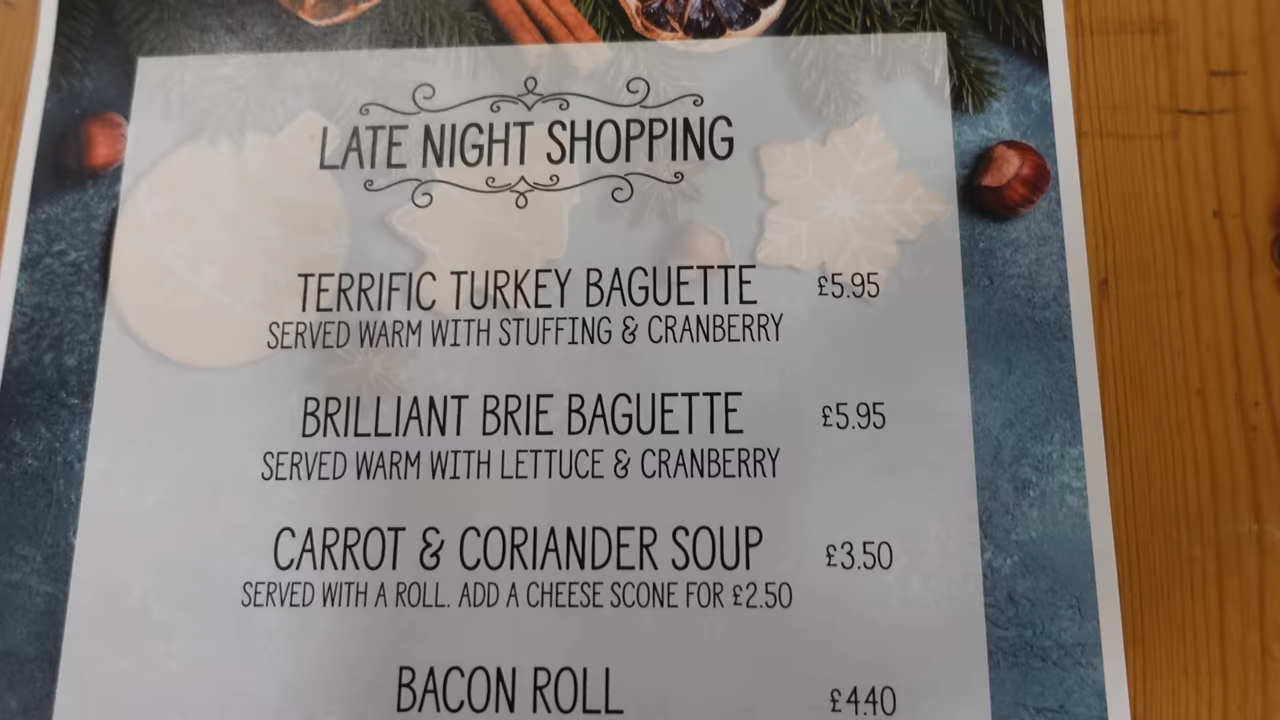 LATE NIGHT SHOPPING
TERRIFIC TURKEY BAGUETTE £5.95
SERVED WARM WITH STUFFING & CRANBERRY
BRILLIANT BRIE BAGUETTE £5.95
SERVED WARM WITH LETTUCE & CRANBERRY
CARROT & CORIANDER SOUP £3.50
SERVED WITH A ROLL. ADD A CHEESE SCONE FOR £2.50
BACON ROLL £4.40